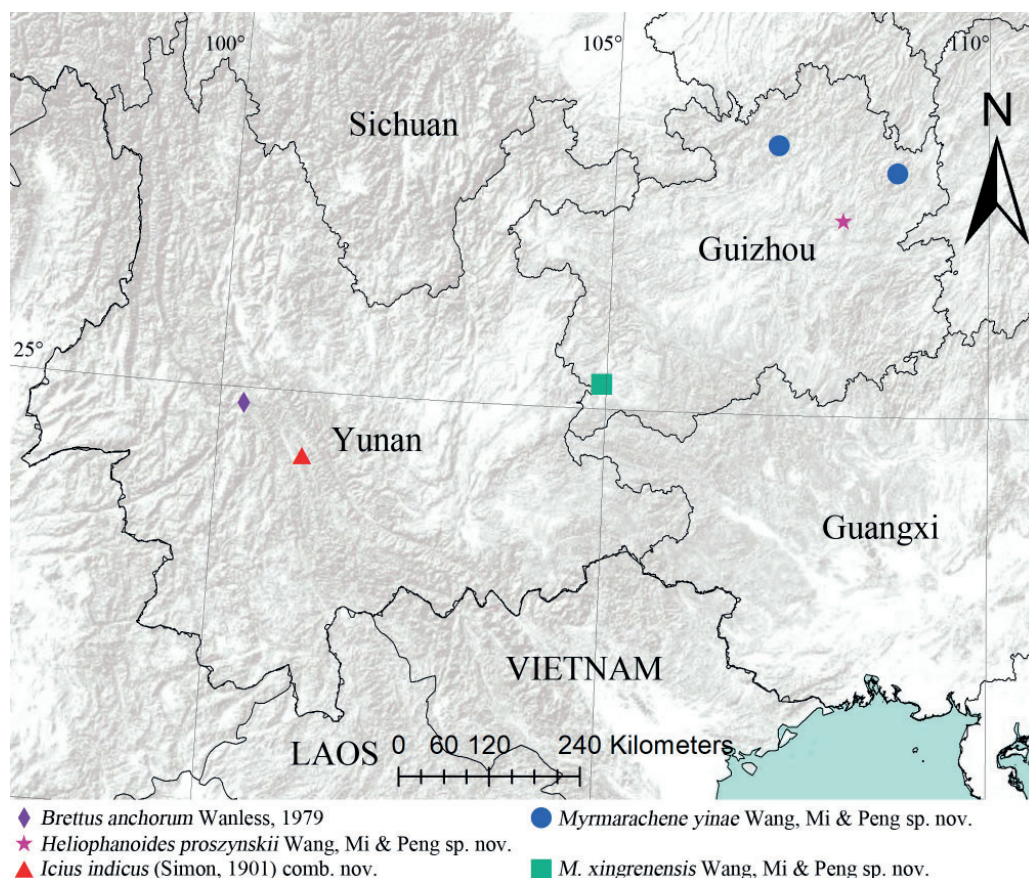 100°
105°
110°
Sichuan
N
Guizhou
25°
Yunan
Guangxi
VIETNAM
LAOS
0 60 120 240 Kilometers
Brettus anchorum Wanless, 1979
Heliophanoides proszynskii Wang, Mi & Peng sp. nov.
Icius indicus (Simon, 1901) comb. nov.
Myrmarachene yinae Wang, Mi & Peng sp. nov.
M. xingrenensis Wang, Mi & Peng sp. nov.